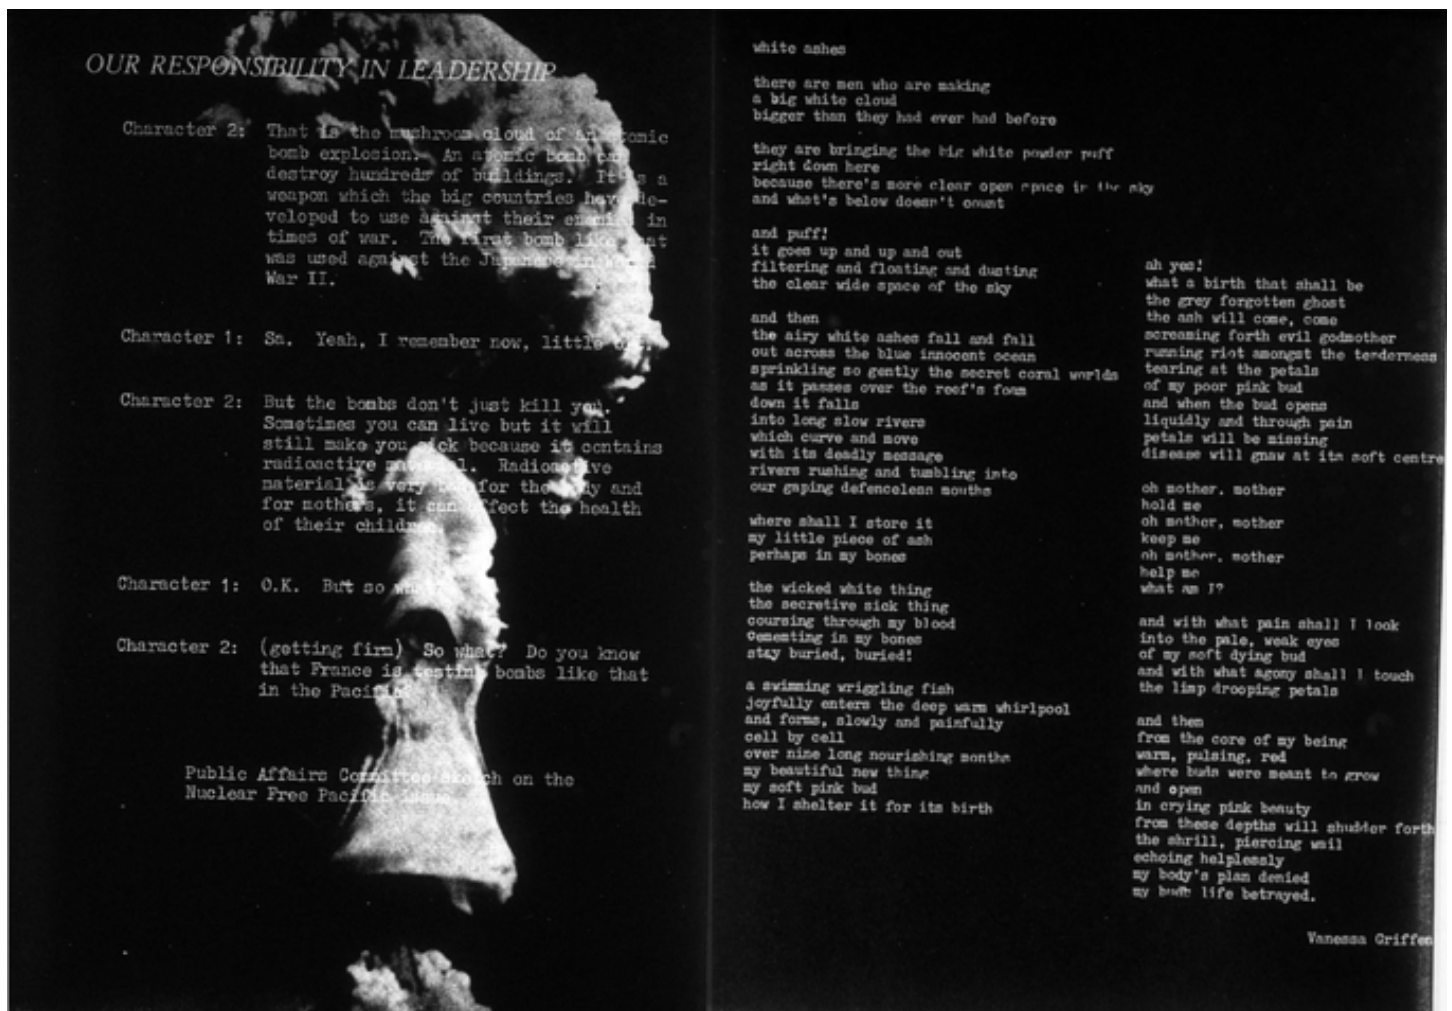 OUR RESPONSIBILITY IN LEADERSHIP
Character 2: That is the mushroom cloud of an atomic
bomb explosion. An atomic bomb can
destroy hundreds of buildings. It is a
weapon which the big countries have de-
veloped to use against their enemies in
times of war. The first bomb like that
was used against the Japanese in World
War II.
Character 1: Sa. Yeah, I remember now, little
Character 2: But the bombs don't just kill you.
Sometimes you can live but it will
still make you sick because it contains
radioactive material. Radioactive
material is very bad for the body and
for mothers, it can affect the health
of their children.
Character 1: O.K. But so what?
Character 2: (getting firm) So what? Do you know
that France is testing bombs like that
in the Pacific?
Public Affairs Committee sketch on the
Nuclear Free Pacific issue.
white ashes
there are men who are making
a big white cloud
bigger than they had ever had before
they are bringing the big white powder puff
right down here
because there's more clear open space in the sky
and what's below doesn't count
and puff!
it goes up and up and out
filtering and floating and dusting
the clear wide space of the sky
and then
the airy white ashes fall and fall
out across the blue innocent ocean
sprinkling so gently the secret coral worlds
as it passes over the reef's foam
down it falls
into long slow rivers
which curve and move
with its deadly message
rivers rushing and tumbling into
our gaping defenceless mouths
where shall I store it
my little piece of ash
perhaps in my bones
the wicked white thing
the secretive sick thing
coursing through my blood
cementing in my bones
stay buried, buried!
a swimming wriggling fish
joyfully enters the deep warm whirlpool
and forms, slowly and painfully
cell by cell
over nine long nourishing months
my beautiful new thing
my soft pink bud
how I shelter it for its birth
ah yes!
what a birth that shall be
the grey forgotten ghost
the ash will come, come
screaming forth evil godmother
running riot amongst the tenderness
tearing at the petals
of my poor pink bud
and when the bud opens
liquidly and through pain
petals will be missing
disease will gnaw at its soft centre
oh mother, mother
hold me
oh mother, mother
keep me
oh mother, mother
help me
what am I?
and with what pain shall I look
into the pale, weak eyes
of my soft dying bud
and with what agony shall I touch
the limp drooping petals
and then
from the core of my being
warm, pulsing, red
where buds were meant to grow
and open
in crying pink beauty
from these depths will shudder forth
the shrill, piercing wail
echoing helplessly
my body's plan denied
my life betrayed.
Vanessa Griffen